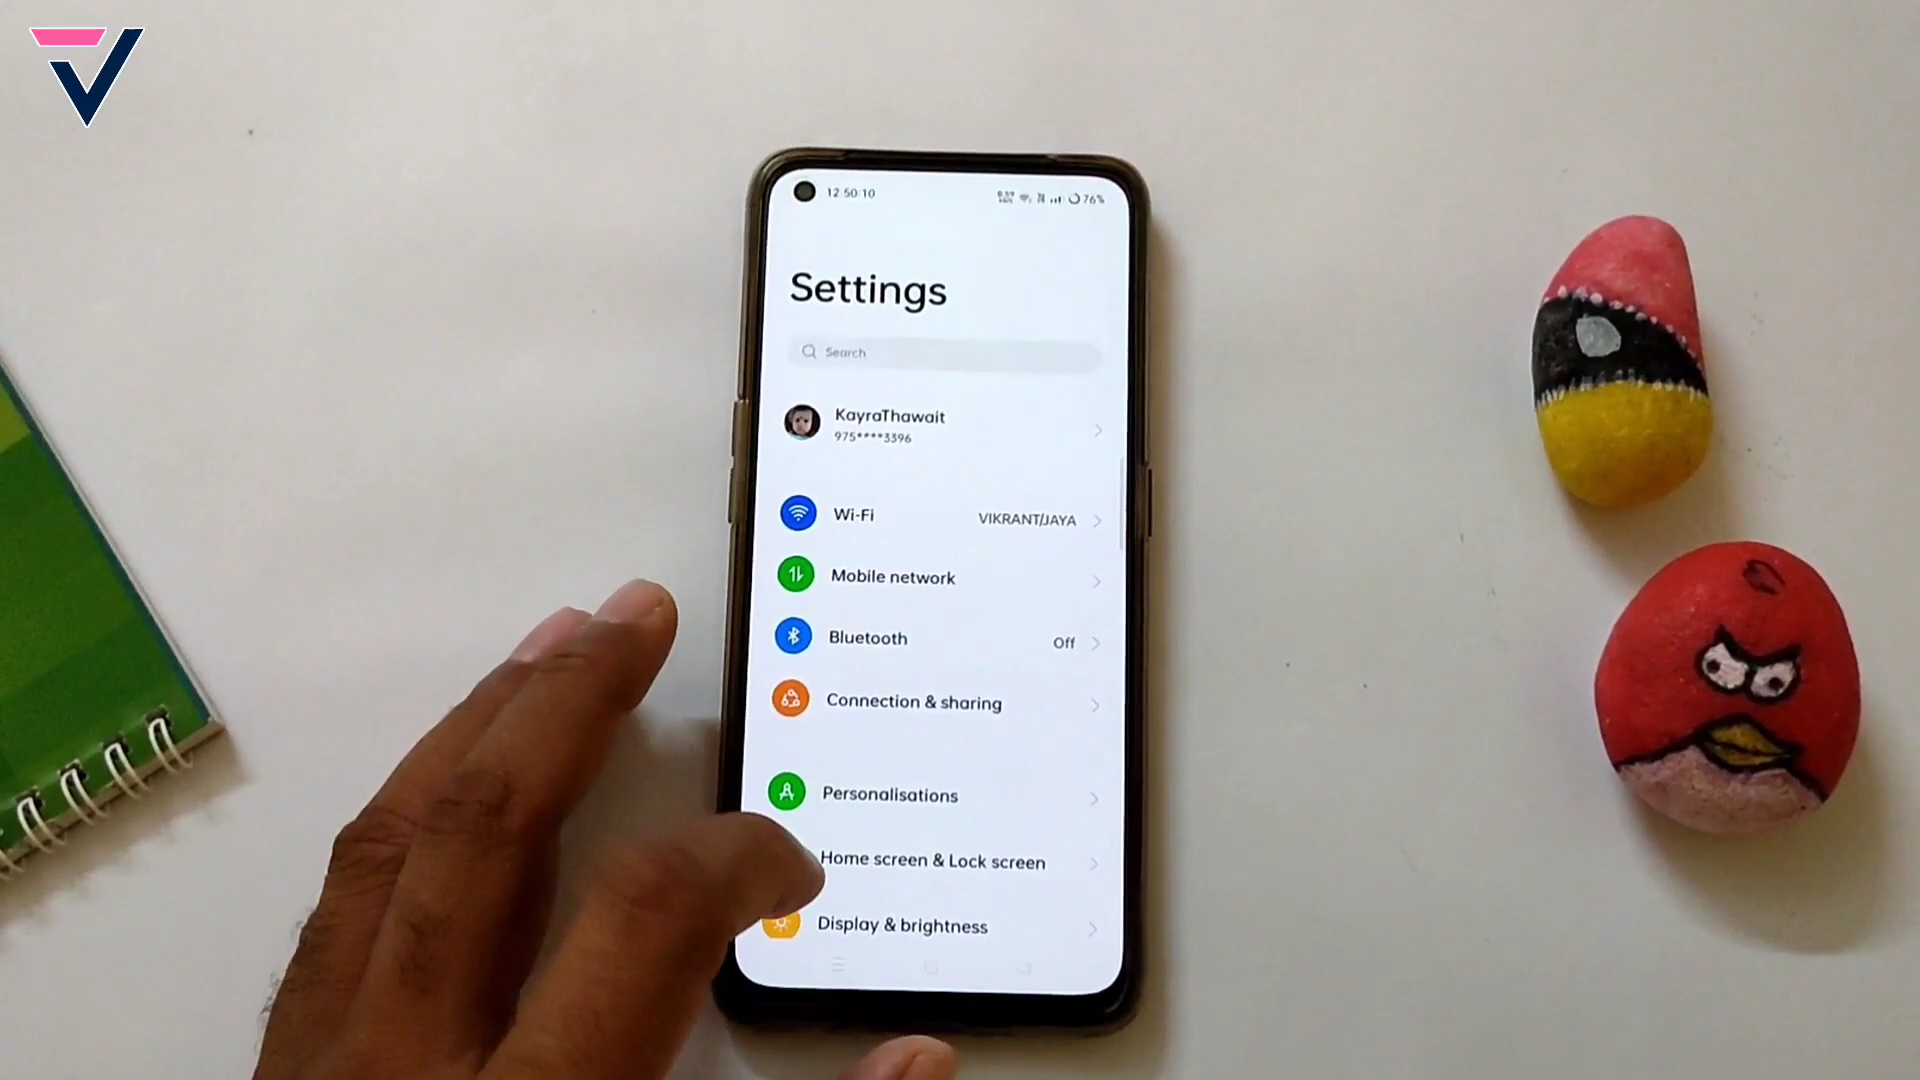 12:50:10
76%
Settings
Search
KayraThawait
975****3396
Wi-Fi VIKRANT/JAYA
Mobile network
Bluetooth Off
Connection & sharing
Personalisations
Home screen & Lock screen
Display & brightness